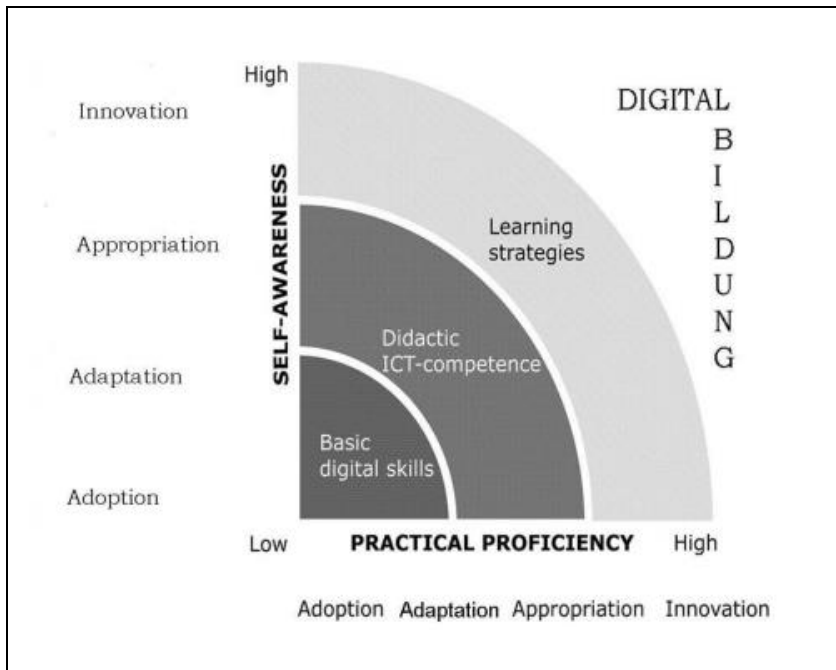 High
DIGITAL
BILDUNG
Innovation
SELF-AWARENESS
Appropriation
Learning
strategies
Didactic
ICT-competence
Adaptation
Basic
digital skills
Adoption
Low
PRACTICAL PROFICIENCY
High
Adoption Adaptation Appropriation Innovation